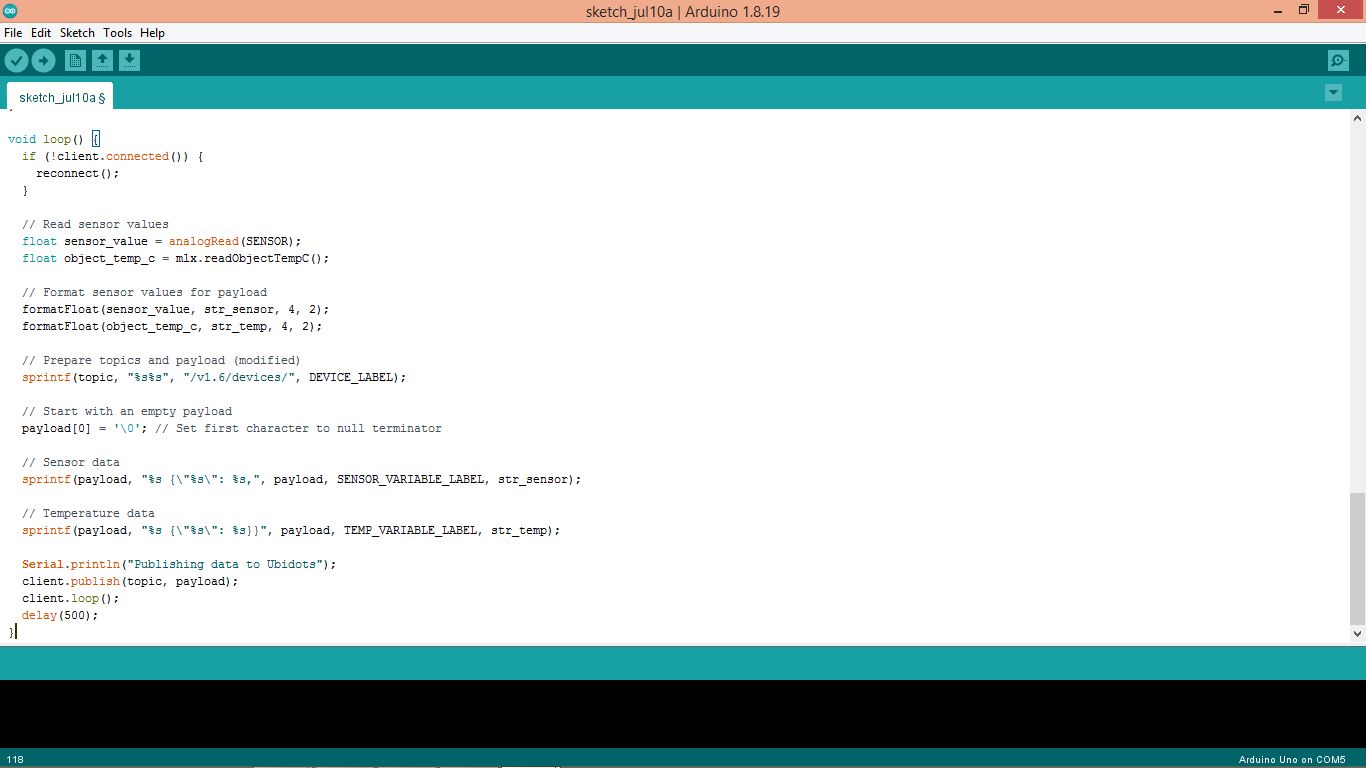 sketch_jul10a | Arduino 1.8.19
File Edit Sketch Tools Help
sketch_jul10a §
void loop() {
if (!client.connected()) {
reconnect();
}
// Read sensor values
float sensor_value = analogRead(SENSOR);
float object_temp_c = mlx.readObjectTempC();
// Format sensor values for payload
formatFloat(sensor_value, str_sensor, 4, 2);
formatFloat(object_temp_c, str_temp, 4, 2);
// Prepare topics and payload (modified)
sprintf(topic, "%s%s", "/v1.6/devices/", DEVICE_LABEL);
// Start with an empty payload
payload[0] = '\0'; // Set first character to null terminator
// Sensor data
sprintf(payload, "%s {\"%s\": %s,", payload, SENSOR_VARIABLE_LABEL, str_sensor);
// Temperature data
sprintf(payload, "%s {\"%s\": %s}}", payload, TEMP_VARIABLE_LABEL, str_temp);
Serial.println("Publishing data to Ubidots");
client.publish(topic, payload);
client.loop();
delay(500);
}
118
Arduino Uno on COM5